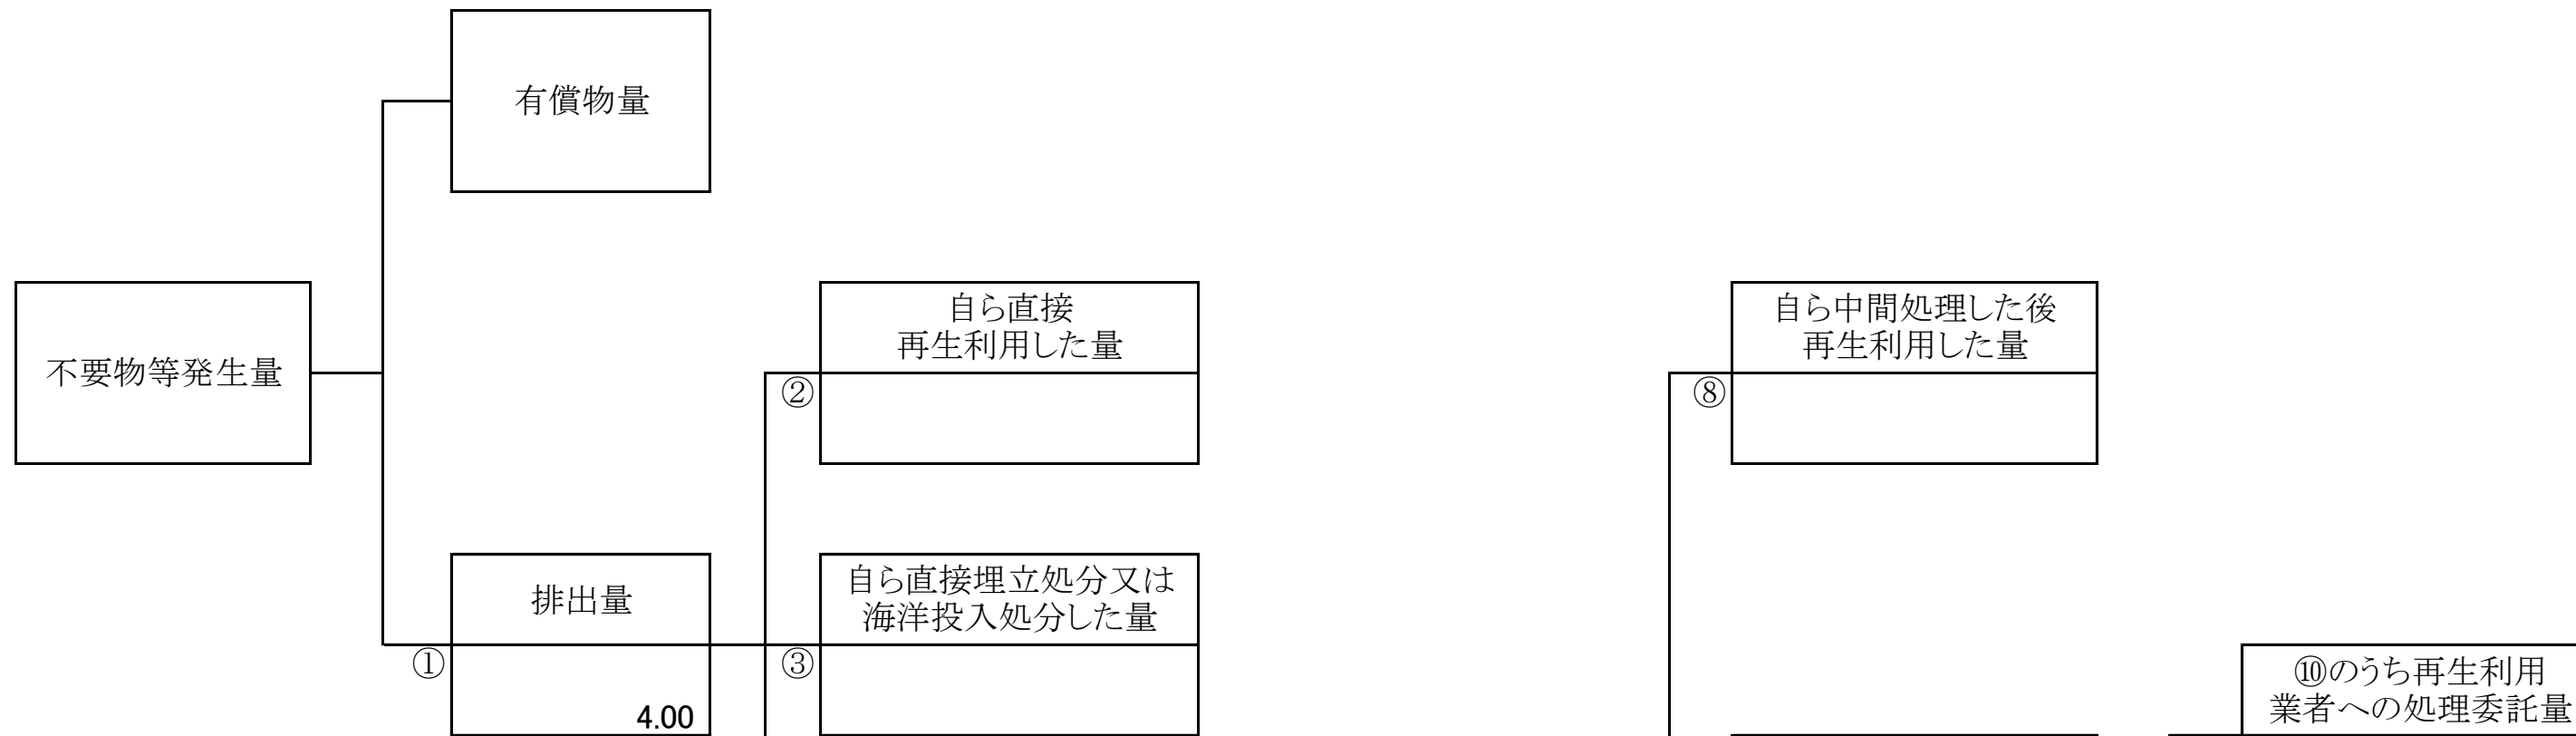 有償物量
不要物等発生量
自ら直接
再生利用した量
②
自ら中間処理した後
再生利用した量
⑧
排出量
①
4.00
自ら直接埋立処分又は
海洋投入処分した量
③
⑩のうち再生利用
業者への処理委託量